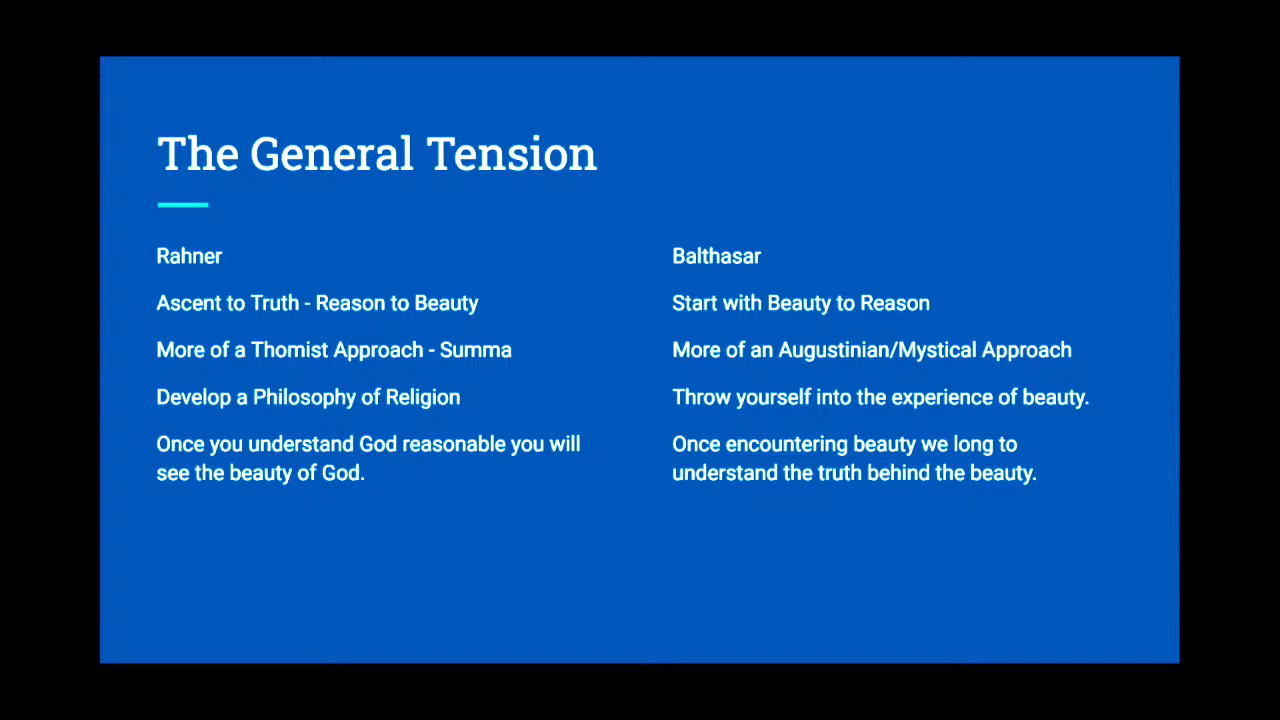 The General Tension
Rahner
Ascent to Truth - Reason to Beauty
More of a Thomist Approach - Summa
Develop a Philosophy of Religion
Once you understand God reasonable you will
see the beauty of God.
Balthasar
Start with Beauty to Reason
More of an Augustinian/Mystical Approach
Throw yourself into the experience of beauty.
Once encountering beauty we long to
understand the truth behind the beauty.